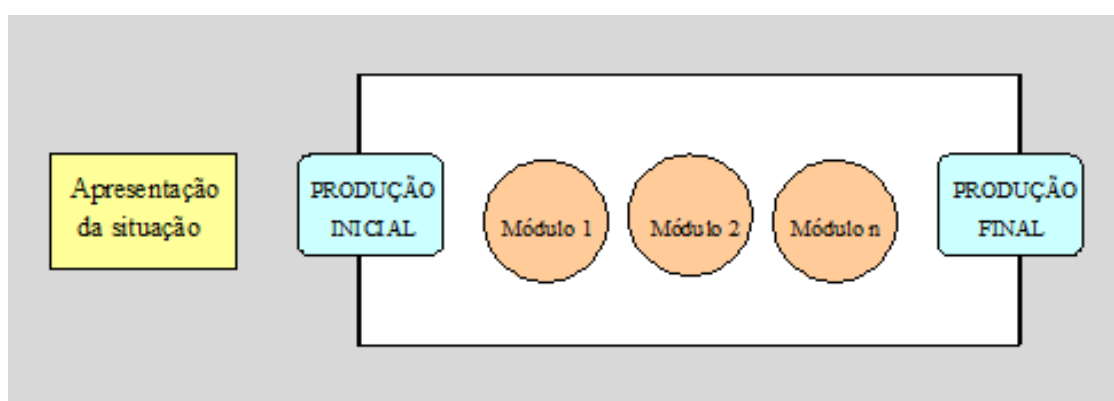 Apresentação
da situação
PRODUÇÃO
INICIAL
Módulo 1
Módulo 2
Módulo n
PRODUÇÃO
FINAL